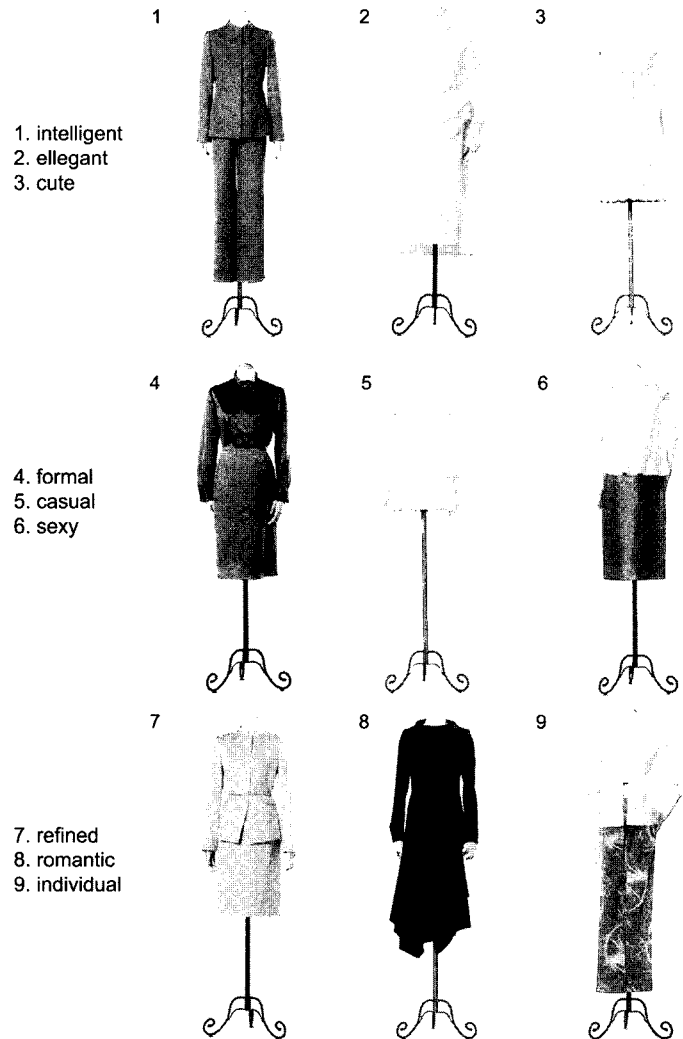 1
2
3
1. intelligent
2. ellegant
3. cute
4
5
6
4. formal
5. casual
6. sexy
7
8
9
7. refined
8. romantic
9. individual